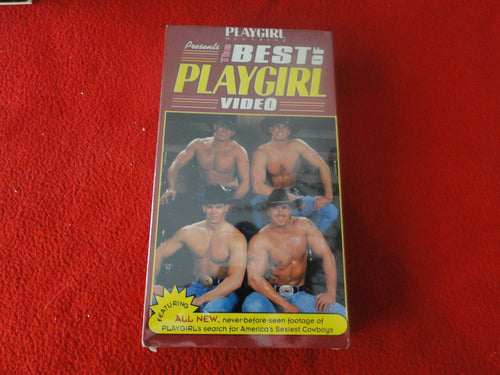 PLAYGIRL
MAGAZINE
Presents
The BEST OF
PLAYGIRL
VIDEO
FEATURING
ALL NEW, never-before-seen footage of
PLAYGIRL's search for America's Sexiest Cowboys